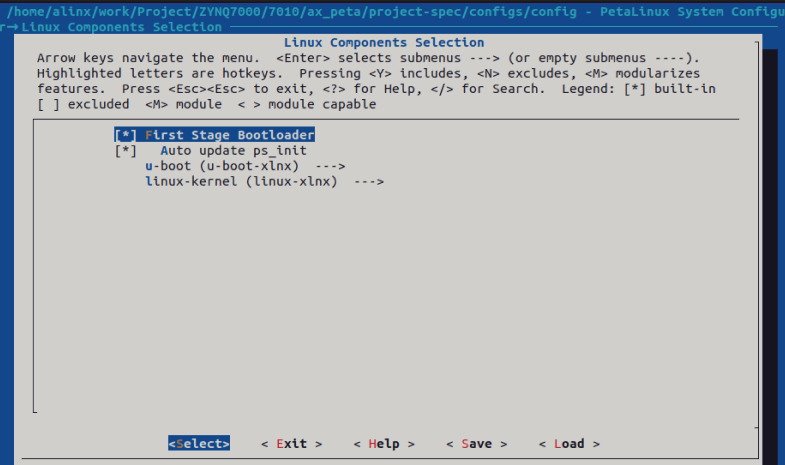 /home/alinx/work/Project/ZYNQ7000/7010/ax_peta/project-spec/configs/config - PetaLinux System Configu
r→Linux Components Selection
Linux Components Selection
Arrow keys navigate the menu.  <Enter> selects submenus ---> (or empty submenus ----).
Highlighted letters are hotkeys.  Pressing <Y> includes, <N> excludes, <M> modularizes
features.  Press <Esc><Esc> to exit, <?> for Help, </> for Search.  Legend: [*] built-in
[ ] excluded  <M> module  < > module capable
[*] First Stage Bootloader
[*]   Auto update ps_init
u-boot (u-boot-xlnx)  --->
linux-kernel (linux-xlnx)  --->
<Select>    < Exit >    < Help >    < Save >    < Load >